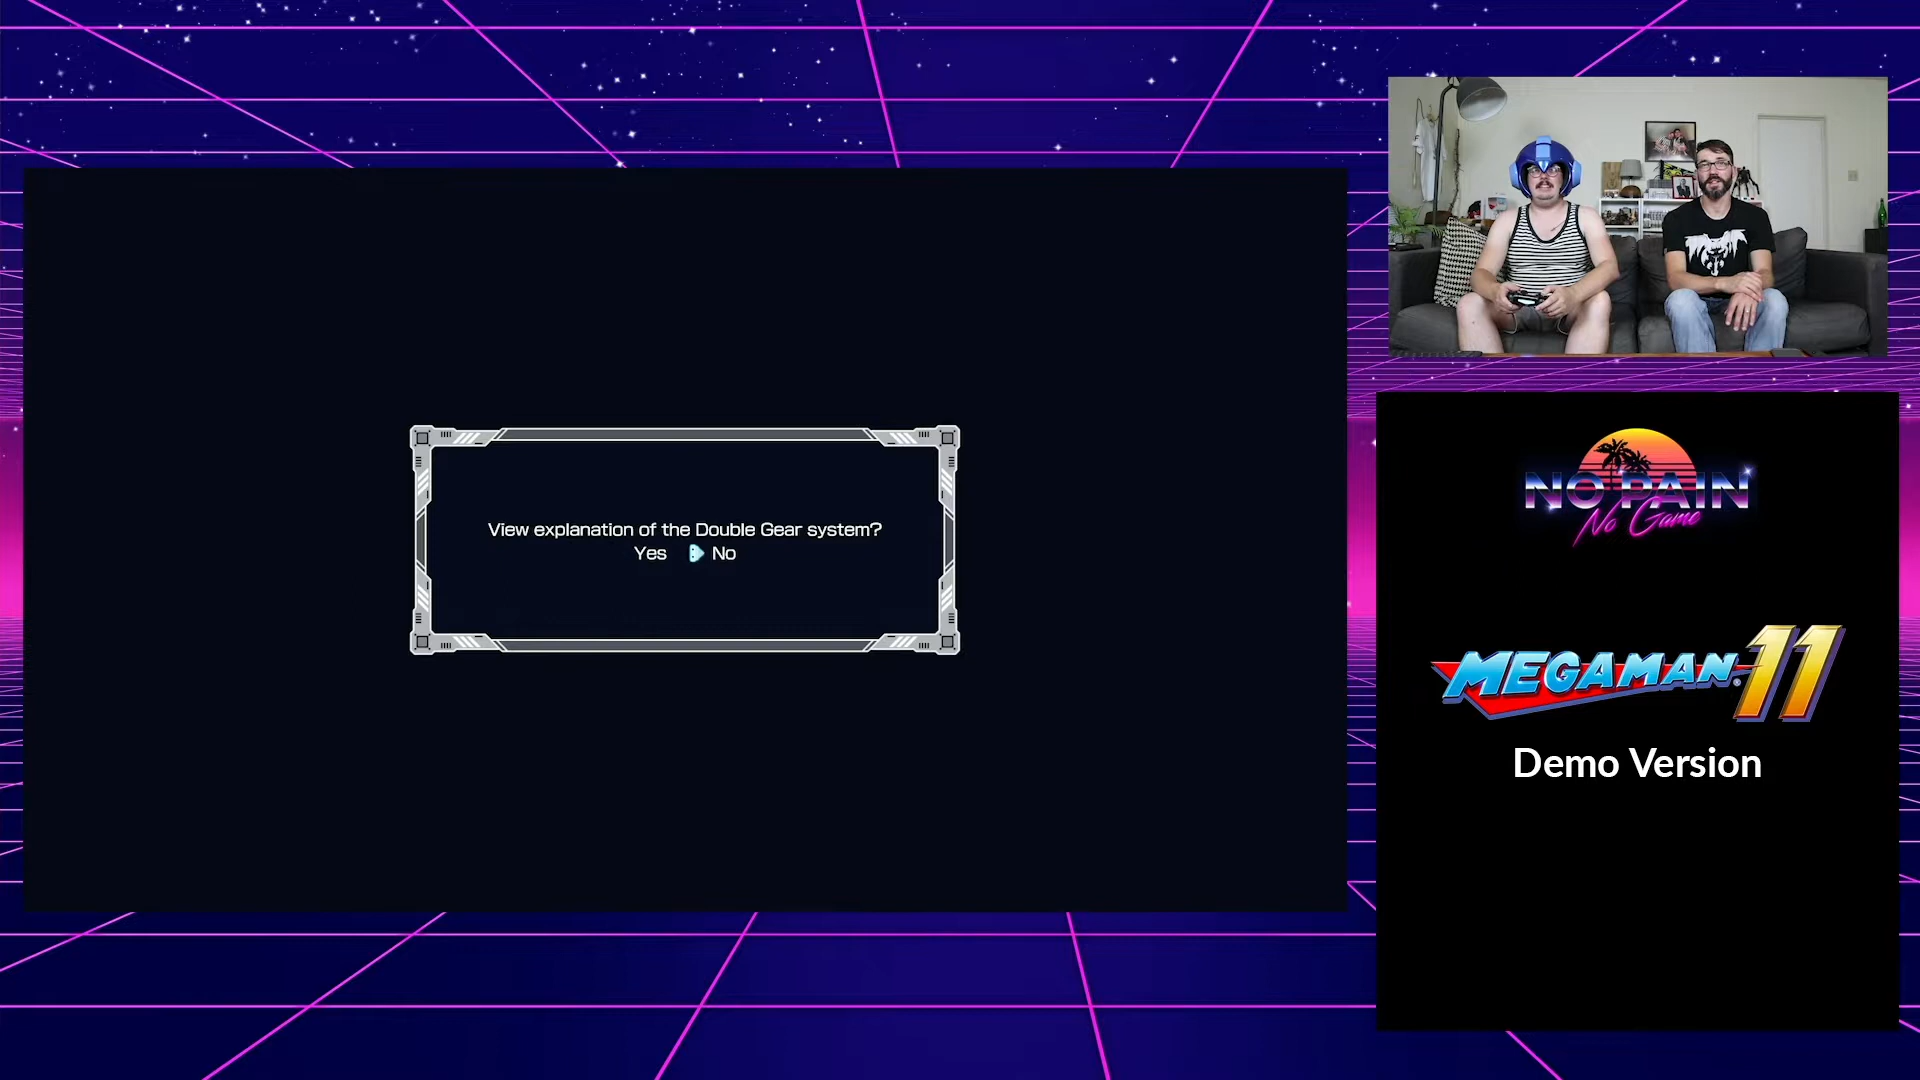 View explanation of the Double Gear system?
Yes No
NO PAIN
No Game
MEGAMAN 11
Demo Version